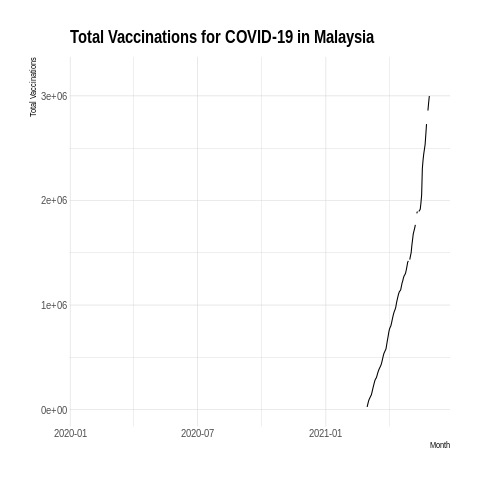 Total Vaccinations for COVID-19 in Malaysia
Total Vaccinations
3e+06
2e+06
1e+06
0e+00
2020-01 2020-07 2021-01
Month